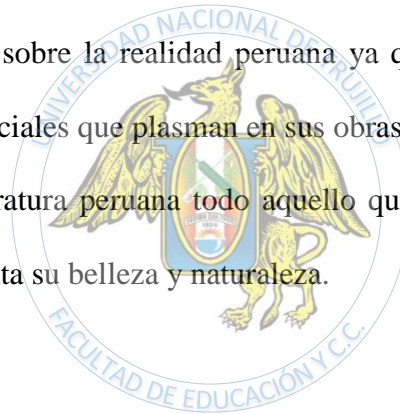 UNIVERSIDAD NACIONAL DE TRUJILLO
sobre la realidad peruana ya q
ciales que plasman en sus obras
ratura peruana todo aquello qu
ta su belleza y naturaleza.
FACULTAD DE EDUCACIÓN Y C.C.